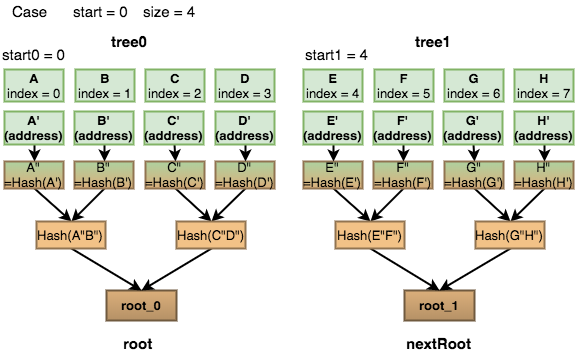 Case start = 0 size = 4
tree0 tree1
start0 = 0 start1 = 4
A B C D E F G H
index = 0 index = 1 index = 2 index = 3 index = 4 index = 5 index = 6 index = 7
A' B' C' D' E' F' G' H'
(address) (address) (address) (address) (address) (address) (address) (address)
A" B" C" D" E" F" G" H"
=Hash(A') =Hash(B') =Hash(C') =Hash(D') =Hash(E') =Hash(F') =Hash(G') =Hash(H')
Hash(A"B") Hash(C"D") Hash(E"F") Hash(G"H")
root_0 root_1
root nextRoot